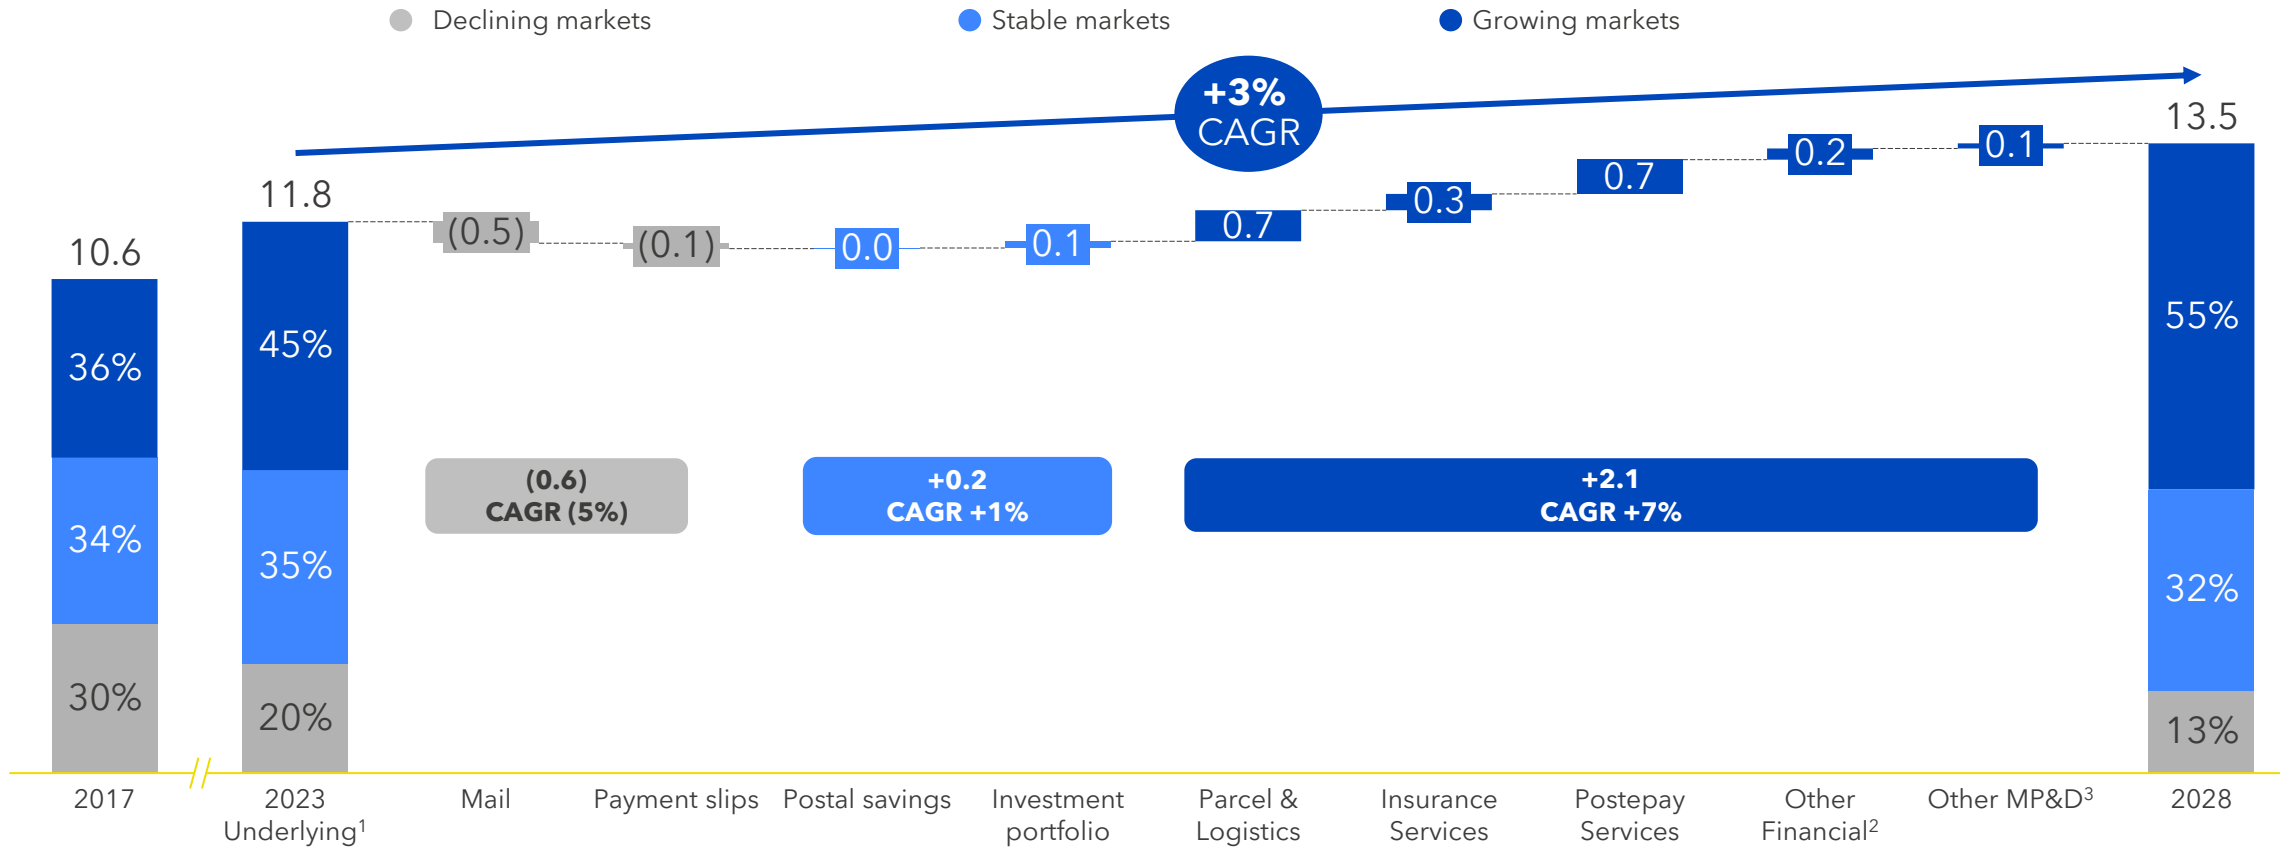 Declining markets
Stable markets
Growing markets
+3%
CAGR
10.6
11.8
13.5
(0.5)
(0.1)
0.0
0.1
0.7
0.3
0.7
0.2
0.1
36%
34%
30%
45%
35%
20%
(0.6)
CAGR (5%)
+0.2
CAGR +1%
+2.1
CAGR +7%
55%
32%
13%
2017
2023
Underlying¹
Mail
Payment slips
Postal savings
Investment
portfolio
Parcel &
Logistics
Insurance
Services
Postepay
Services
Other
Financial²
Other MP&D³
2028